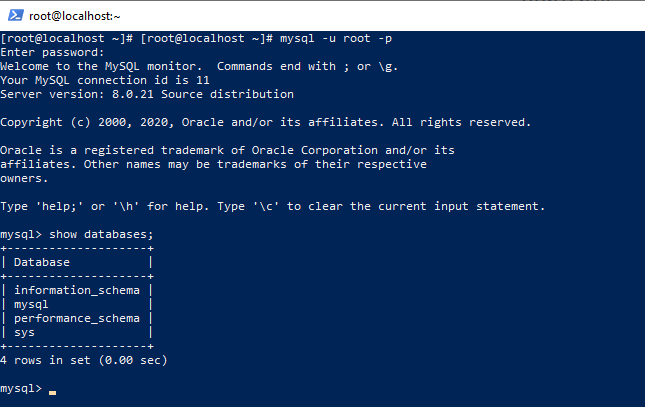 root@localhost:~
[root@localhost ~]# [root@localhost ~]# mysql -u root -p
Enter password:
Welcome to the MySQL monitor.  Commands end with ; or \g.
Your MySQL connection id is 11
Server version: 8.0.21 Source distribution
Copyright (c) 2000, 2020, Oracle and/or its affiliates. All rights reserved.
Oracle is a registered trademark of Oracle Corporation and/or its
affiliates. Other names may be trademarks of their respective
owners.
Type 'help;' or '\h' for help. Type '\c' to clear the current input statement.
mysql> show databases;
+--------------------+
| Database           |
+--------------------+
| information_schema |
| mysql              |
| performance_schema |
| sys                |
+--------------------+
4 rows in set (0.00 sec)
mysql>